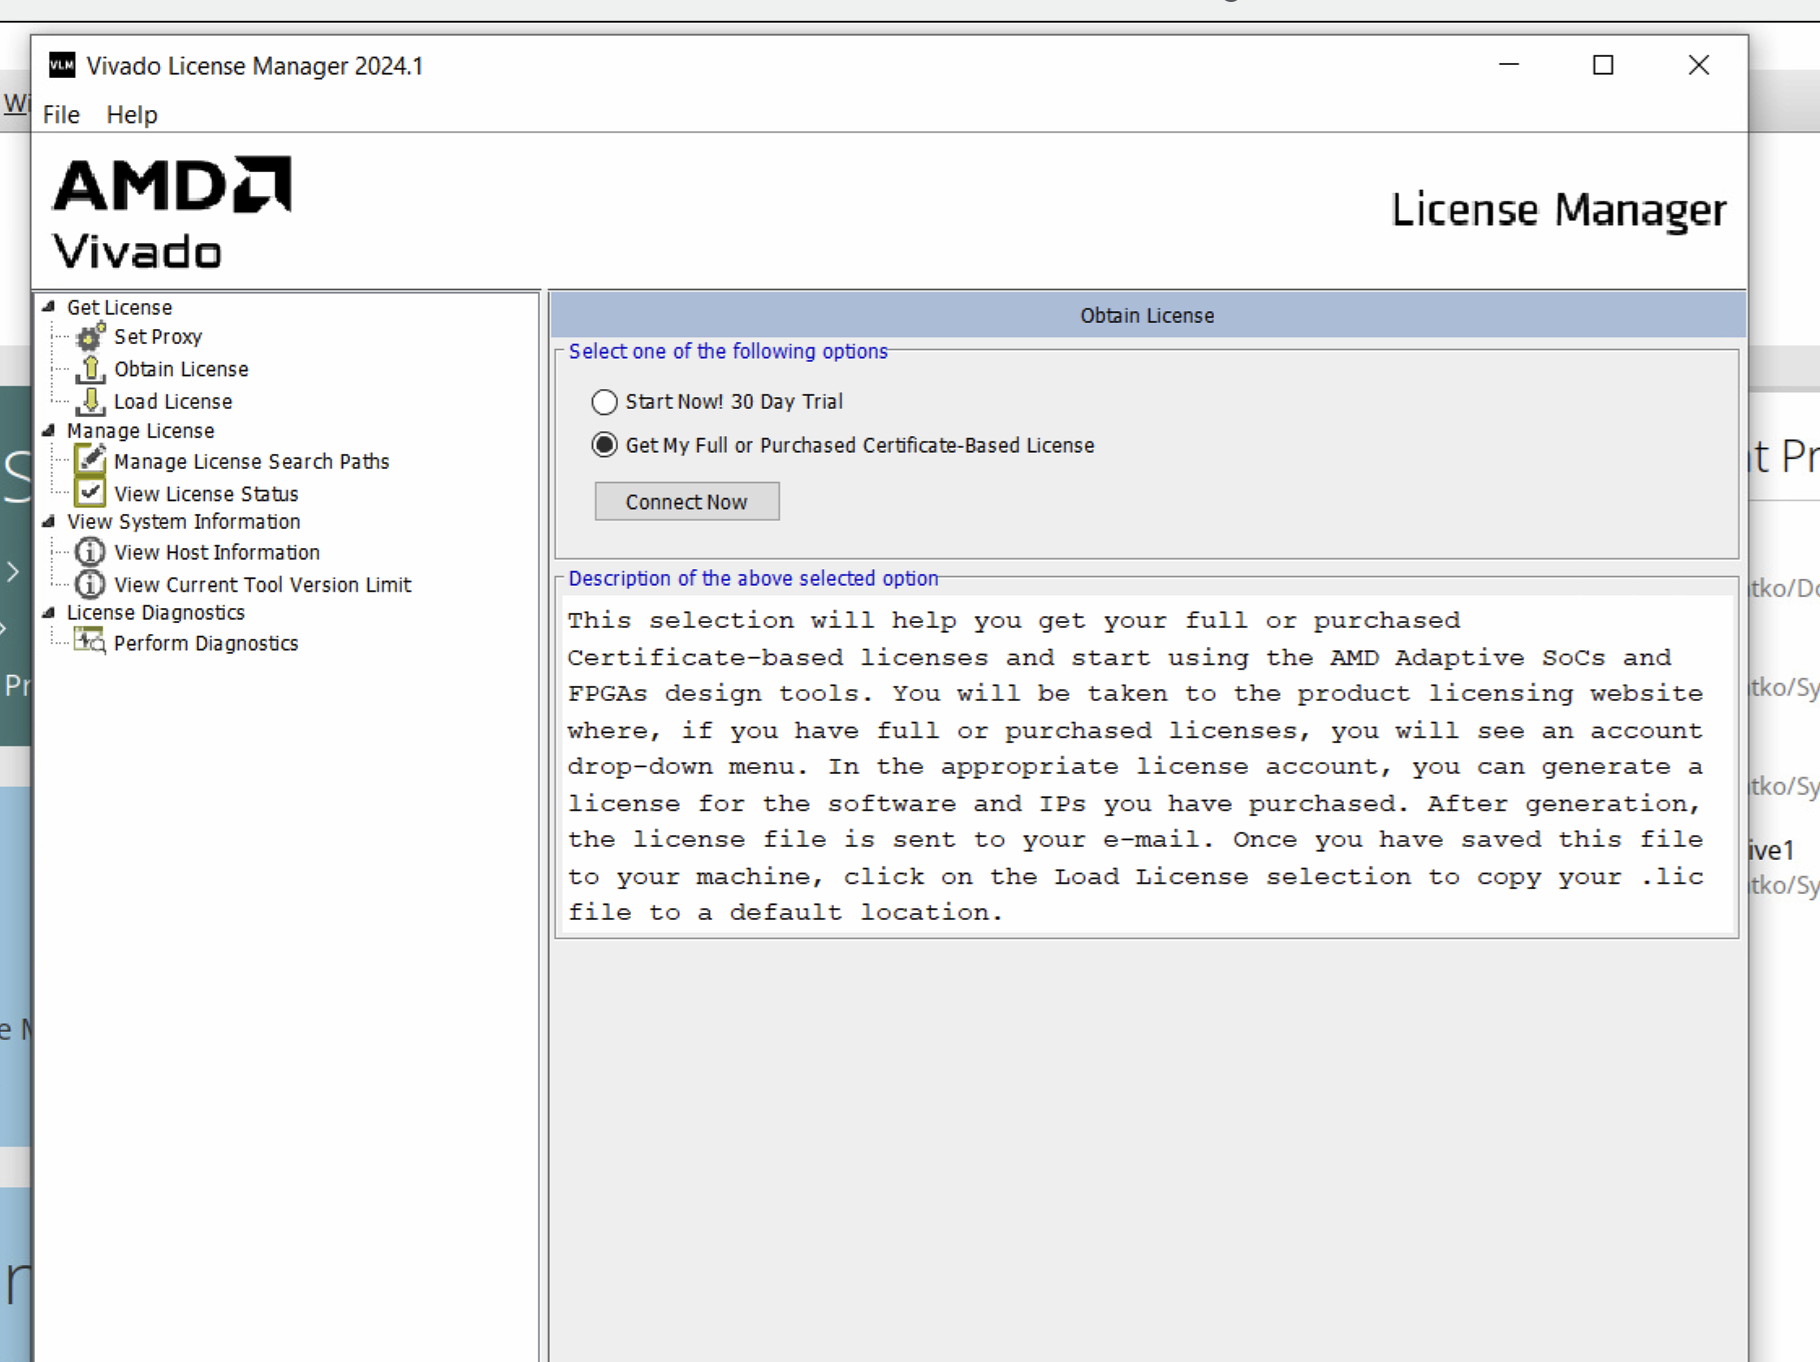 VLM Vivado License Manager 2024.1
File Help
AMD
Vivado
License Manager
Get License
Set Proxy
Obtain License
Load License
Manage License
Manage License Search Paths
View License Status
View System Information
View Host Information
View Current Tool Version Limit
License Diagnostics
Perform Diagnostics
Obtain License
Select one of the following options
Start Now! 30 Day Trial
Get My Full or Purchased Certificate-Based License
Connect Now
Description of the above selected option
This selection will help you get your full or purchased
Certificate-based licenses and start using the AMD Adaptive SoCs and
FPGAs design tools. You will be taken to the product licensing website
where, if you have full or purchased licenses, you will see an account
drop-down menu. In the appropriate license account, you can generate a
license for the software and IPs you have purchased. After generation,
the license file is sent to your e-mail. Once you have saved this file
to your machine, click on the Load License selection to copy your .lic
file to a default location.